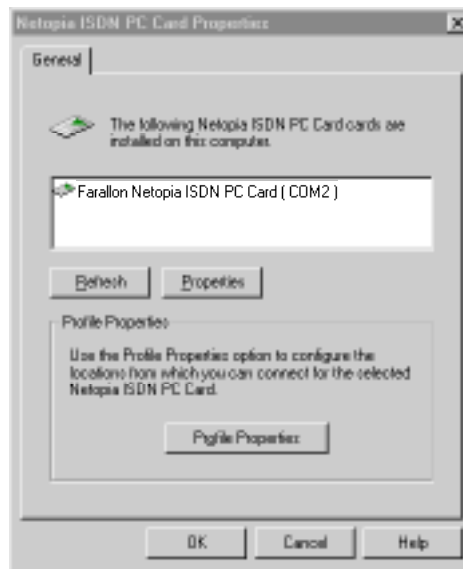 Netopia ISDN PC Card Properties
General
The following Netopia ISDN PC Card cards are
installed on this computer.
Farallon Netopia ISDN PC Card ( COM2 )
Refresh
Properties
Profile Properties
Use the Profile Properties option to configure the
locations from which you can connect for the selected
Netopia ISDN PC Card.
Profile Properties
OK
Cancel
Help